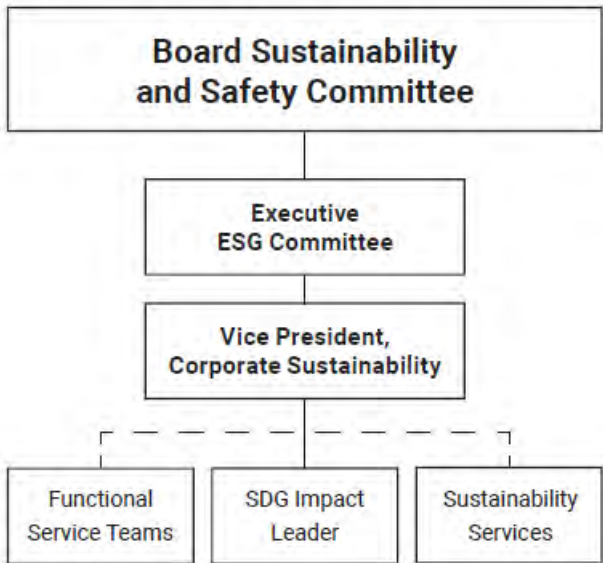 Board Sustainability
and Safety Committee
Executive
ESG Committee
Vice President,
Corporate Sustainability
Functional
Service Teams
SDG Impact
Leader
Sustainability
Services